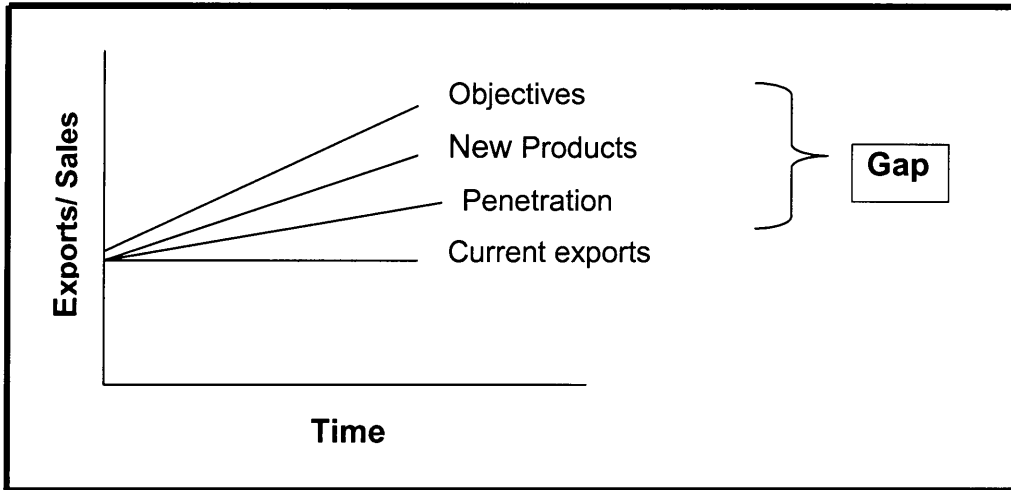 Exports/ Sales
Objectives
New Products
Penetration
Current exports
Gap
Time